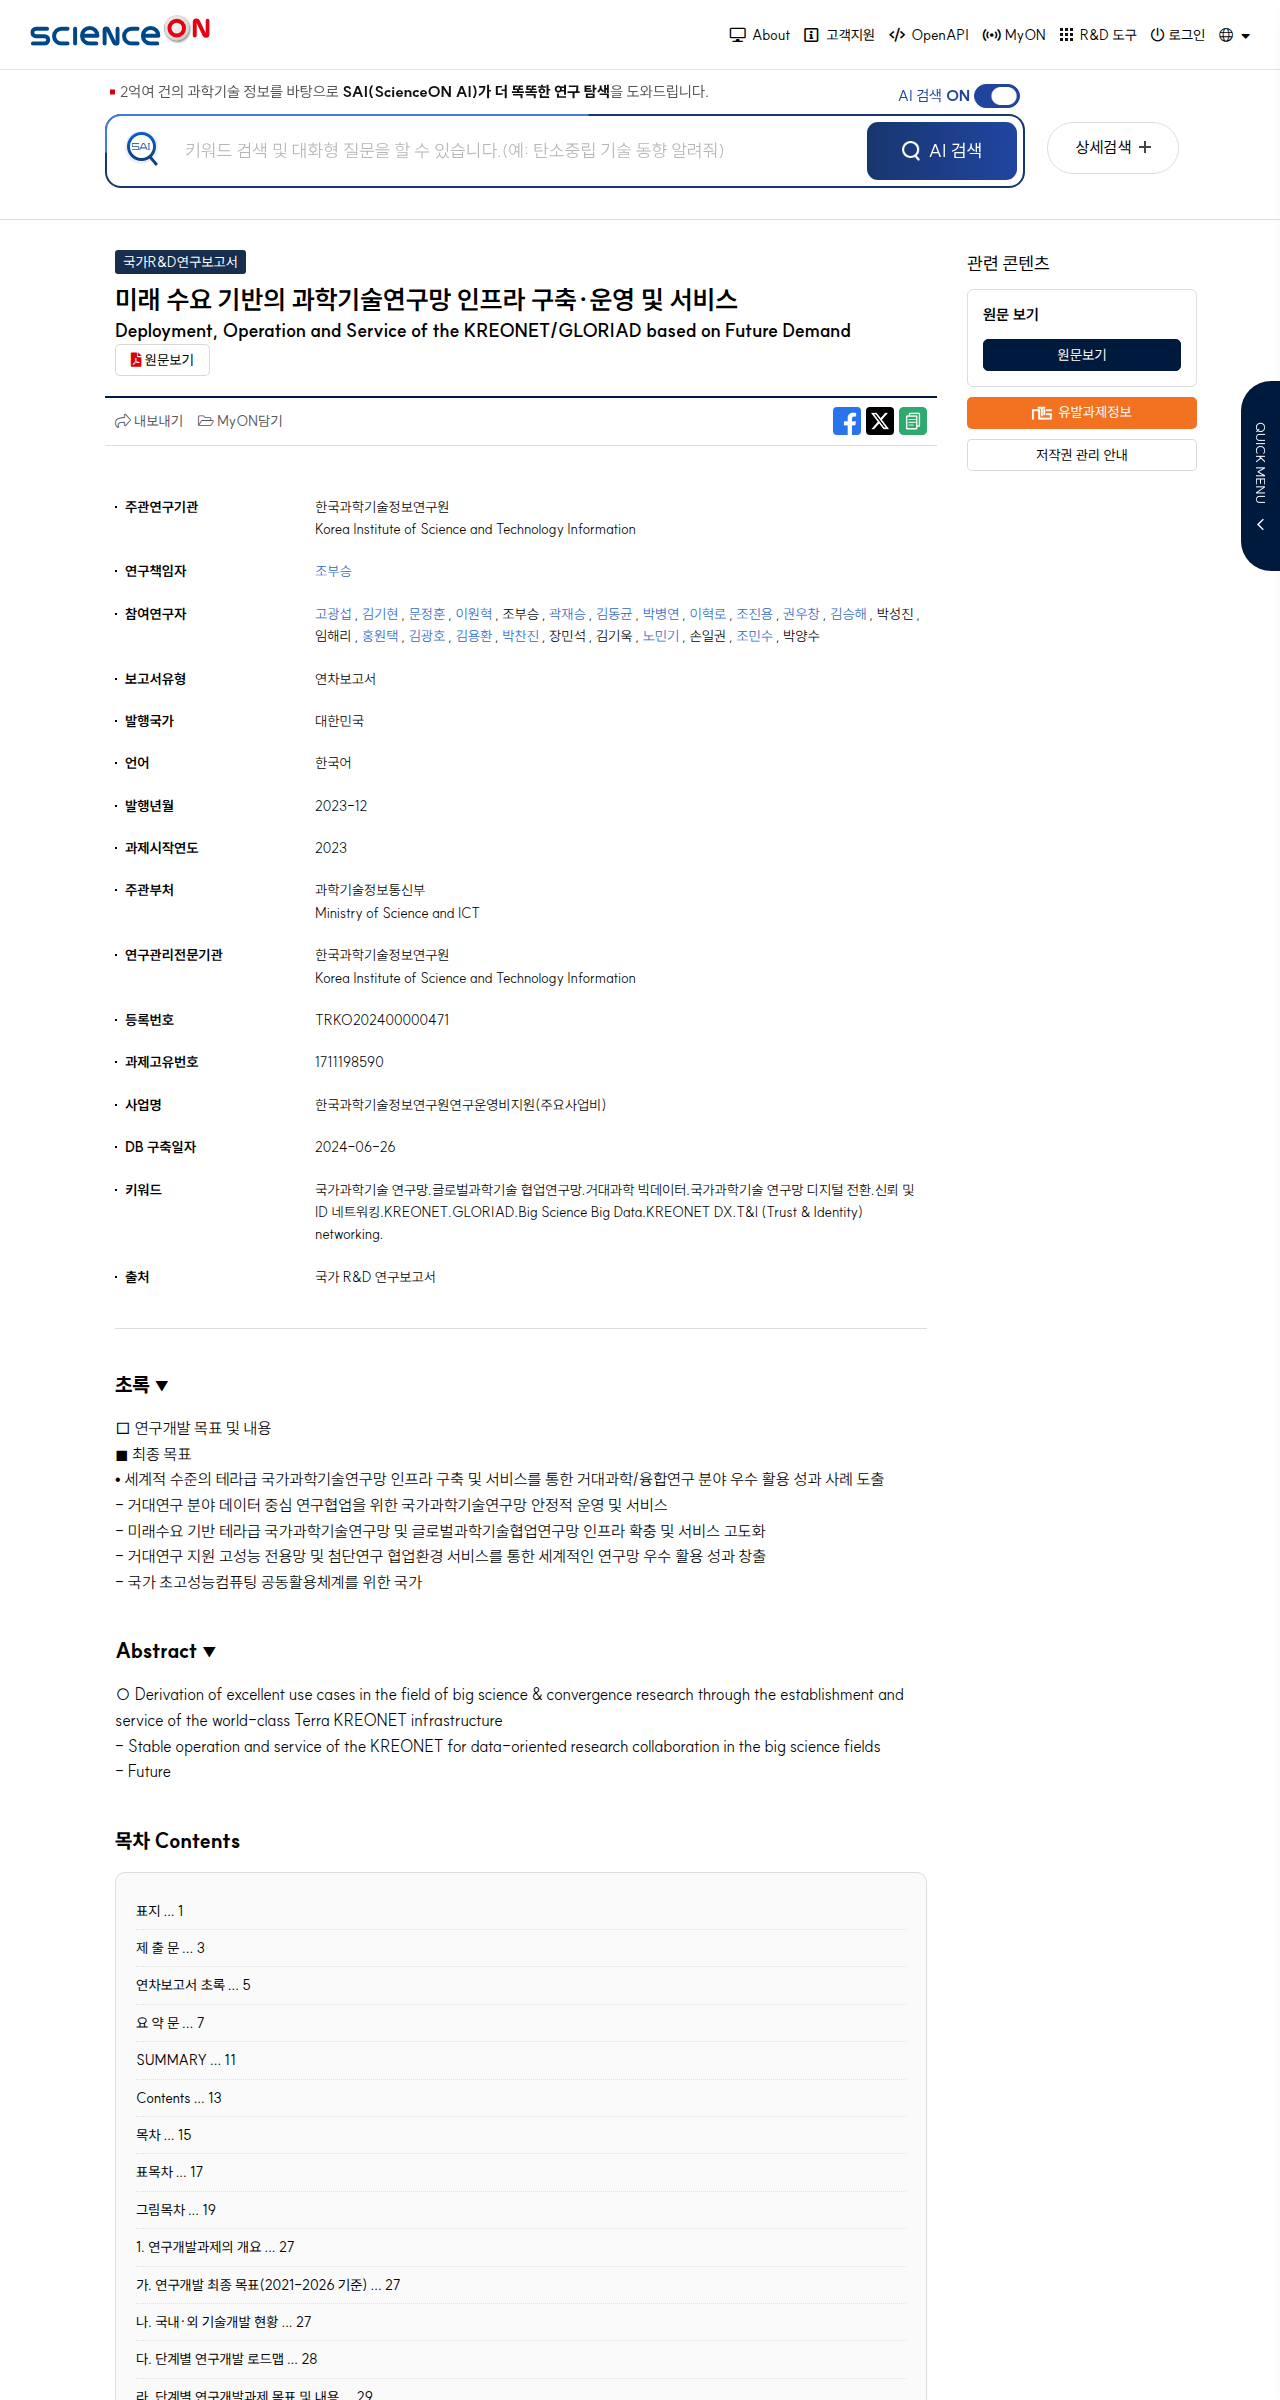 SCIENCE ON
About 고객지원 OpenAPI MyON R&D 도구 로그인
2억여 건의 과학기술 정보를 바탕으로 SAI(ScienceON AI)가 더 똑똑한 연구 탐색을 도와드립니다.
AI 검색 ON
SAI 키워드 검색 및 대화형 질문을 할 수 있습니다.(예: 탄소중립 기술 동향 알려줘)
AI 검색
상세검색
국가R&D연구보고서
미래 수요 기반의 과학기술연구망 인프라 구축·운영 및 서비스
Deployment, Operation and Service of the KREONET/GLORIAD based on Future Demand
원문보기
내보내기 MyON담기
관련 콘텐츠
원문 보기
원문보기
NTIS 유발과제정보
저작권 관리 안내
QUICK MENU
· 주관연구기관 한국과학기술정보연구원
Korea Institute of Science and Technology Information
· 연구책임자 조부승
· 참여연구자 고광섭 , 김기현 , 문정훈 , 이원혁 , 조부승 , 곽재승 , 김동균 , 박병연 , 이혁로 , 조진용 , 권우창 , 김승해 , 박성진 ,
임해리 , 홍원택 , 김광호 , 김용환 , 박찬진 , 장민석 , 김기욱 , 노민기 , 손일권 , 조민수 , 박양수
· 보고서유형 연차보고서
· 발행국가 대한민국
· 언어 한국어
· 발행년월 2023-12
· 과제시작연도 2023
· 주관부처 과학기술정보통신부
Ministry of Science and ICT
· 연구관리전문기관 한국과학기술정보연구원
Korea Institute of Science and Technology Information
· 등록번호 TRKO202400000471
· 과제고유번호 1711198590
· 사업명 한국과학기술정보연구원연구운영비지원(주요사업비)
· DB 구축일자 2024-06-26
· 키워드 국가과학기술 연구망.글로벌과학기술 협업연구망.거대과학 빅데이터.국가과학기술 연구망 디지털 전환.신뢰 및
ID 네트워킹.KREONET.GLORIAD.Big Science Big Data.KREONET DX.T&I (Trust & Identity)
networking.
· 출처 국가 R&D 연구보고서
초록 ▼
□ 연구개발 목표 및 내용
■ 최종 목표
• 세계적 수준의 테라급 국가과학기술연구망 인프라 구축 및 서비스를 통한 거대과학/융합연구 분야 우수 활용 성과 사례 도출
- 거대연구 분야 데이터 중심 연구협업을 위한 국가과학기술연구망 안정적 운영 및 서비스
- 미래수요 기반 테라급 국가과학기술연구망 및 글로벌과학기술협업연구망 인프라 확충 및 서비스 고도화
- 거대연구 지원 고성능 전용망 및 첨단연구 협업환경 서비스를 통한 세계적인 연구망 우수 활용 성과 창출
- 국가 초고성능컴퓨팅 공동활용체계를 위한 국가
Abstract ▼
○ Derivation of excellent use cases in the field of big science & convergence research through the establishment and
service of the world-class Terra KREONET infrastructure
- Stable operation and service of the KREONET for data-oriented research collaboration in the big science fields
- Future
목차 Contents
표지 ... 1
제 출 문 ... 3
연차보고서 초록 ... 5
요 약 문 ... 7
SUMMARY ... 11
Contents ... 13
목차 ... 15
표목차 ... 17
그림목차 ... 19
1. 연구개발과제의 개요 ... 27
가. 연구개발 최종 목표(2021-2026 기준) ... 27
나. 국내·외 기술개발 현황 ... 27
다. 단계별 연구개발 로드맵 ... 28
라. 단계별 연구개발과제 목표 및 내용 ... 29